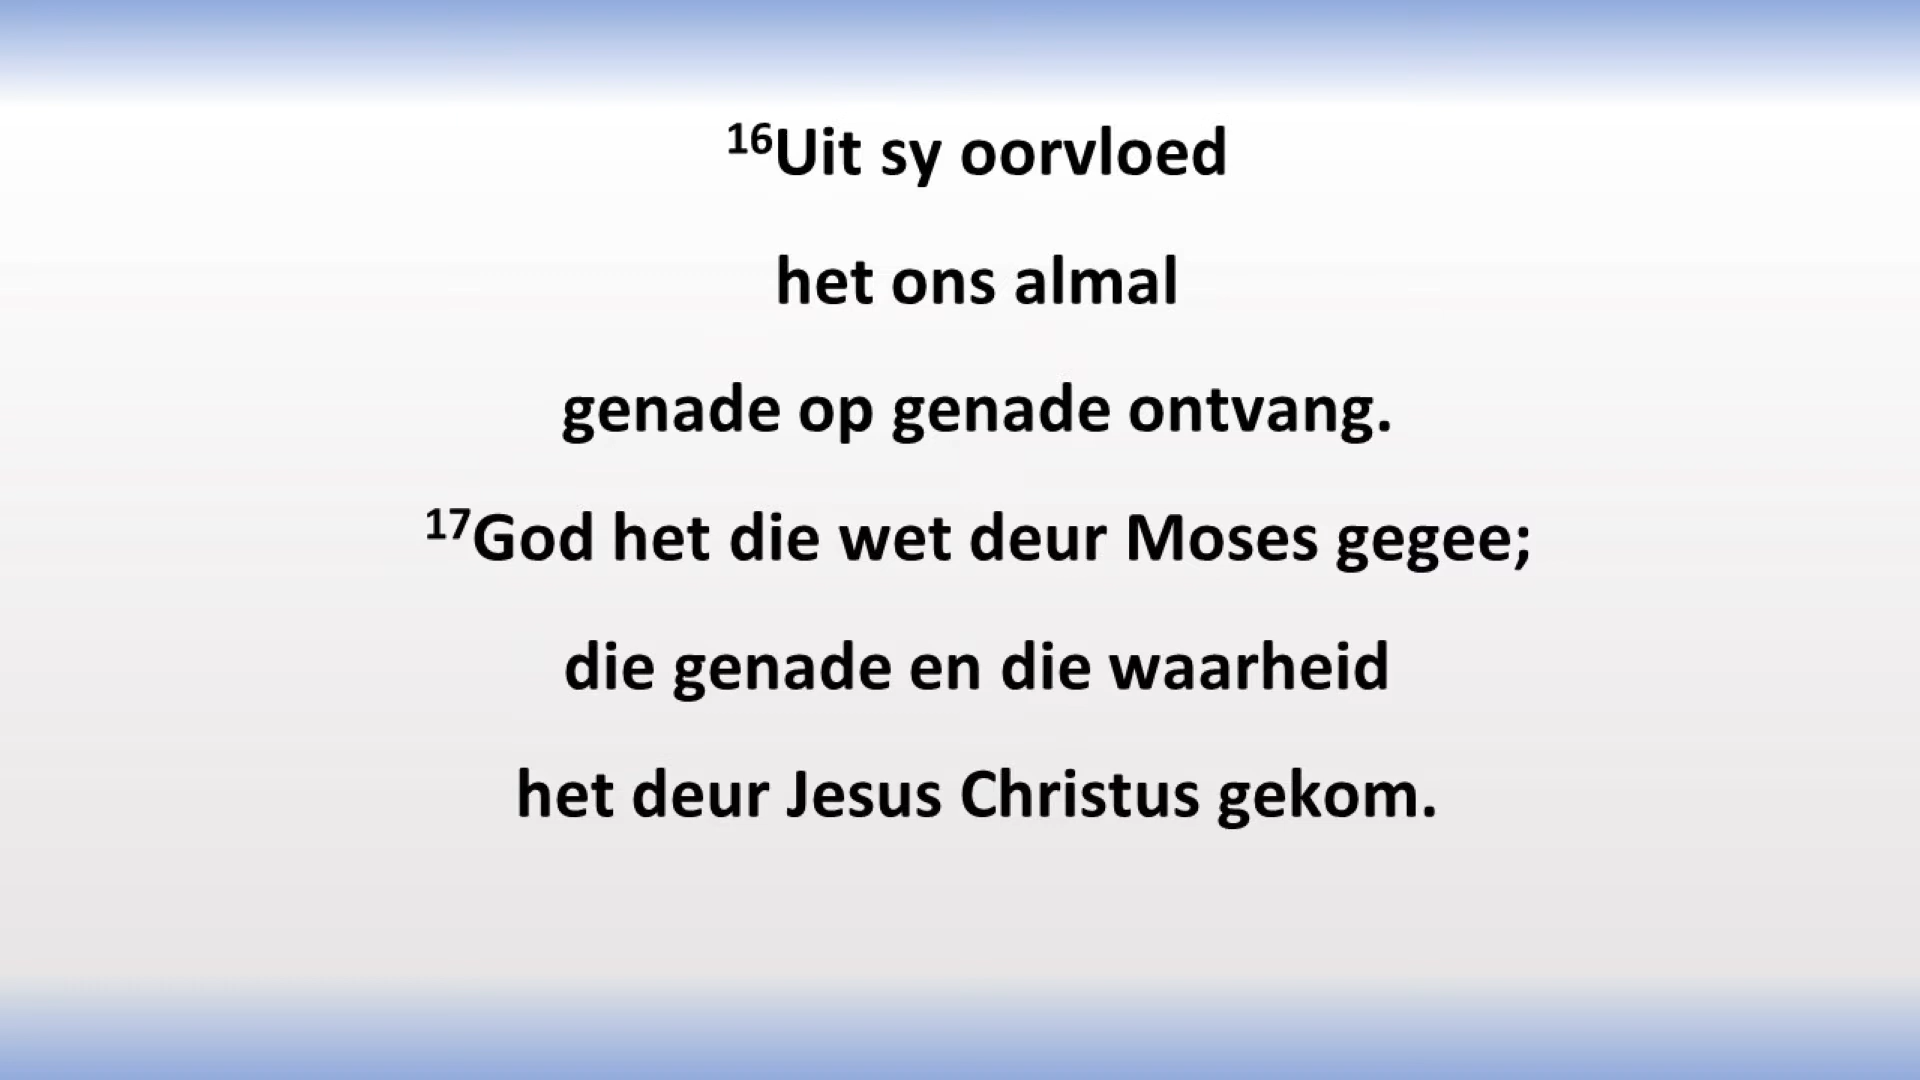 16Uit sy oorvloed
het ons almal
genade op genade ontvang.
17God het die wet deur Moses gegee;
die genade en die waarheid
het deur Jesus Christus gekom.